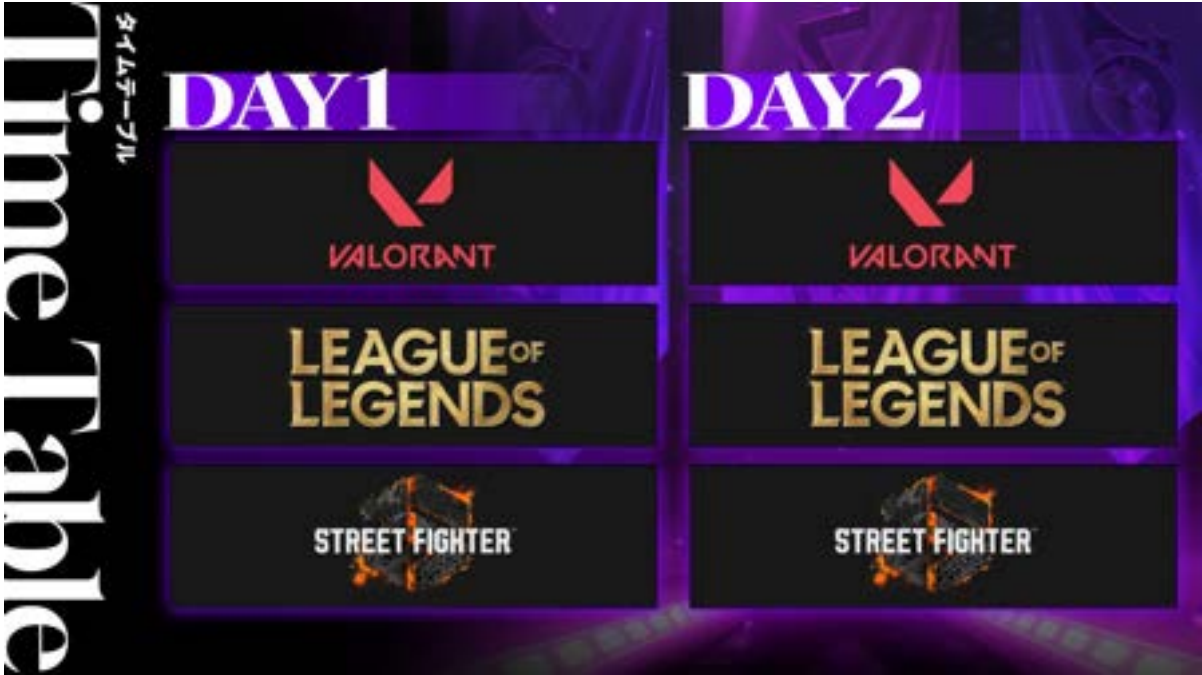 Time Table
タイムテーブル
DAY1
VALORANT
LEAGUE OF
LEGENDS
STREET FIGHTER
DAY2
VALORANT
LEAGUE OF
LEGENDS
STREET FIGHTER